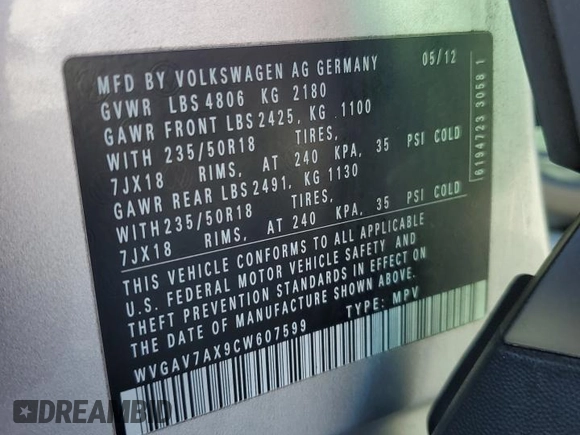 MFD BY VOLKSWAGEN AG GERMANY 05/12
GVWR LBS 4806 KG 2180
GAWR FRONT LBS 2425, KG 1100
WITH 235/50R18 TIRES,
7JX18 RIMS, AT 240 KPA, 35 PSI COLD
GAWR REAR LBS 2491, KG 1130
WITH 235/50R18 TIRES,
7JX18 RIMS, AT 240 KPA, 35 PSI COLD
THIS VEHICLE CONFORMS TO ALL APPLICABLE
U.S. FEDERAL MOTOR VEHICLE SAFETY AND
THEFT PREVENTION STANDARDS IN EFFECT ON
THE DATE OF MANUFACTURE SHOWN ABOVE.
WVGAV7AX9CW607599 TYPE: MPV
6194723 3058 1
DREAMBID